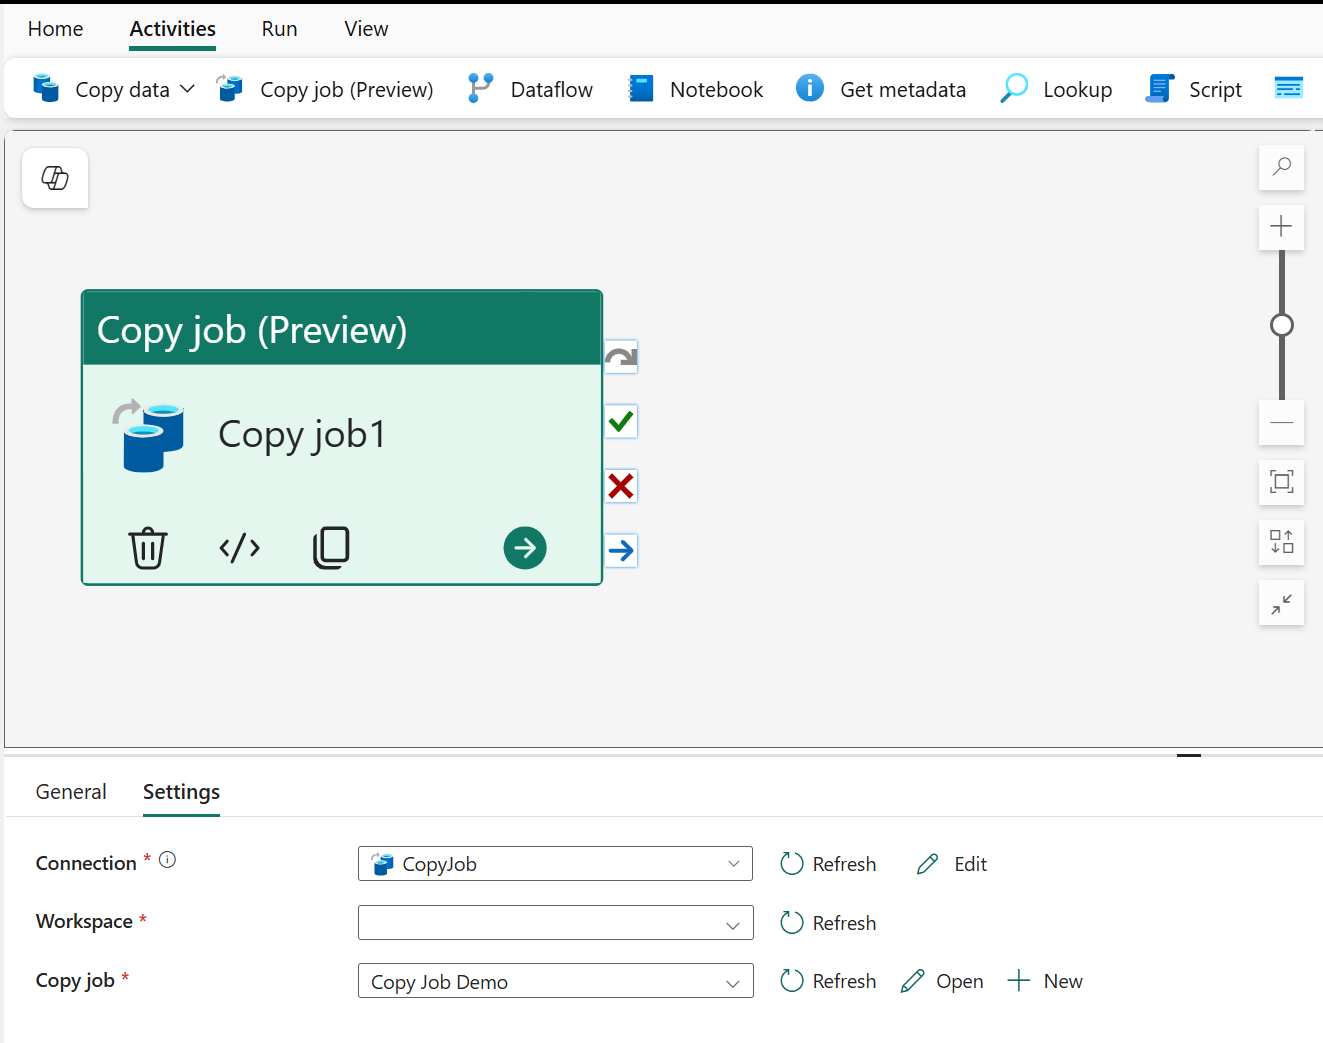 Home Activities Run View
Copy data Copy job (Preview) Dataflow Notebook Get metadata Lookup Script
Copy job (Preview)
Copy job1
General Settings
Connection * CopyJob Refresh Edit
Workspace * Refresh
Copy job * Copy Job Demo Refresh Open New